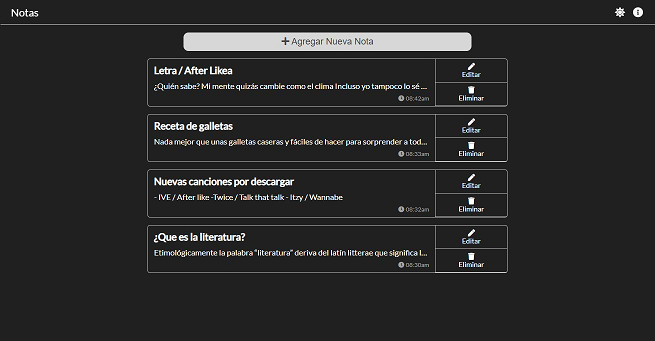 Notas
Agregar Nueva Nota
Letra / After Likea
¿Quién sabe? Mi mente quizás cambie como el clima Incluso yo tampoco lo sé ...
08:42am
Editar
Eliminar
Receta de galletas
Nada mejor que unas galletas caseras y fáciles de hacer para sorprender a tod...
08:33am
Editar
Eliminar
Nuevas canciones por descargar
- IVE / After like -Twice / Talk that talk - Itzy / Wannabe
08:32am
Editar
Eliminar
¿Que es la literatura?
Etimológicamente la palabra “literatura” deriva del latín litterae que significa l...
08:30am
Editar
Eliminar